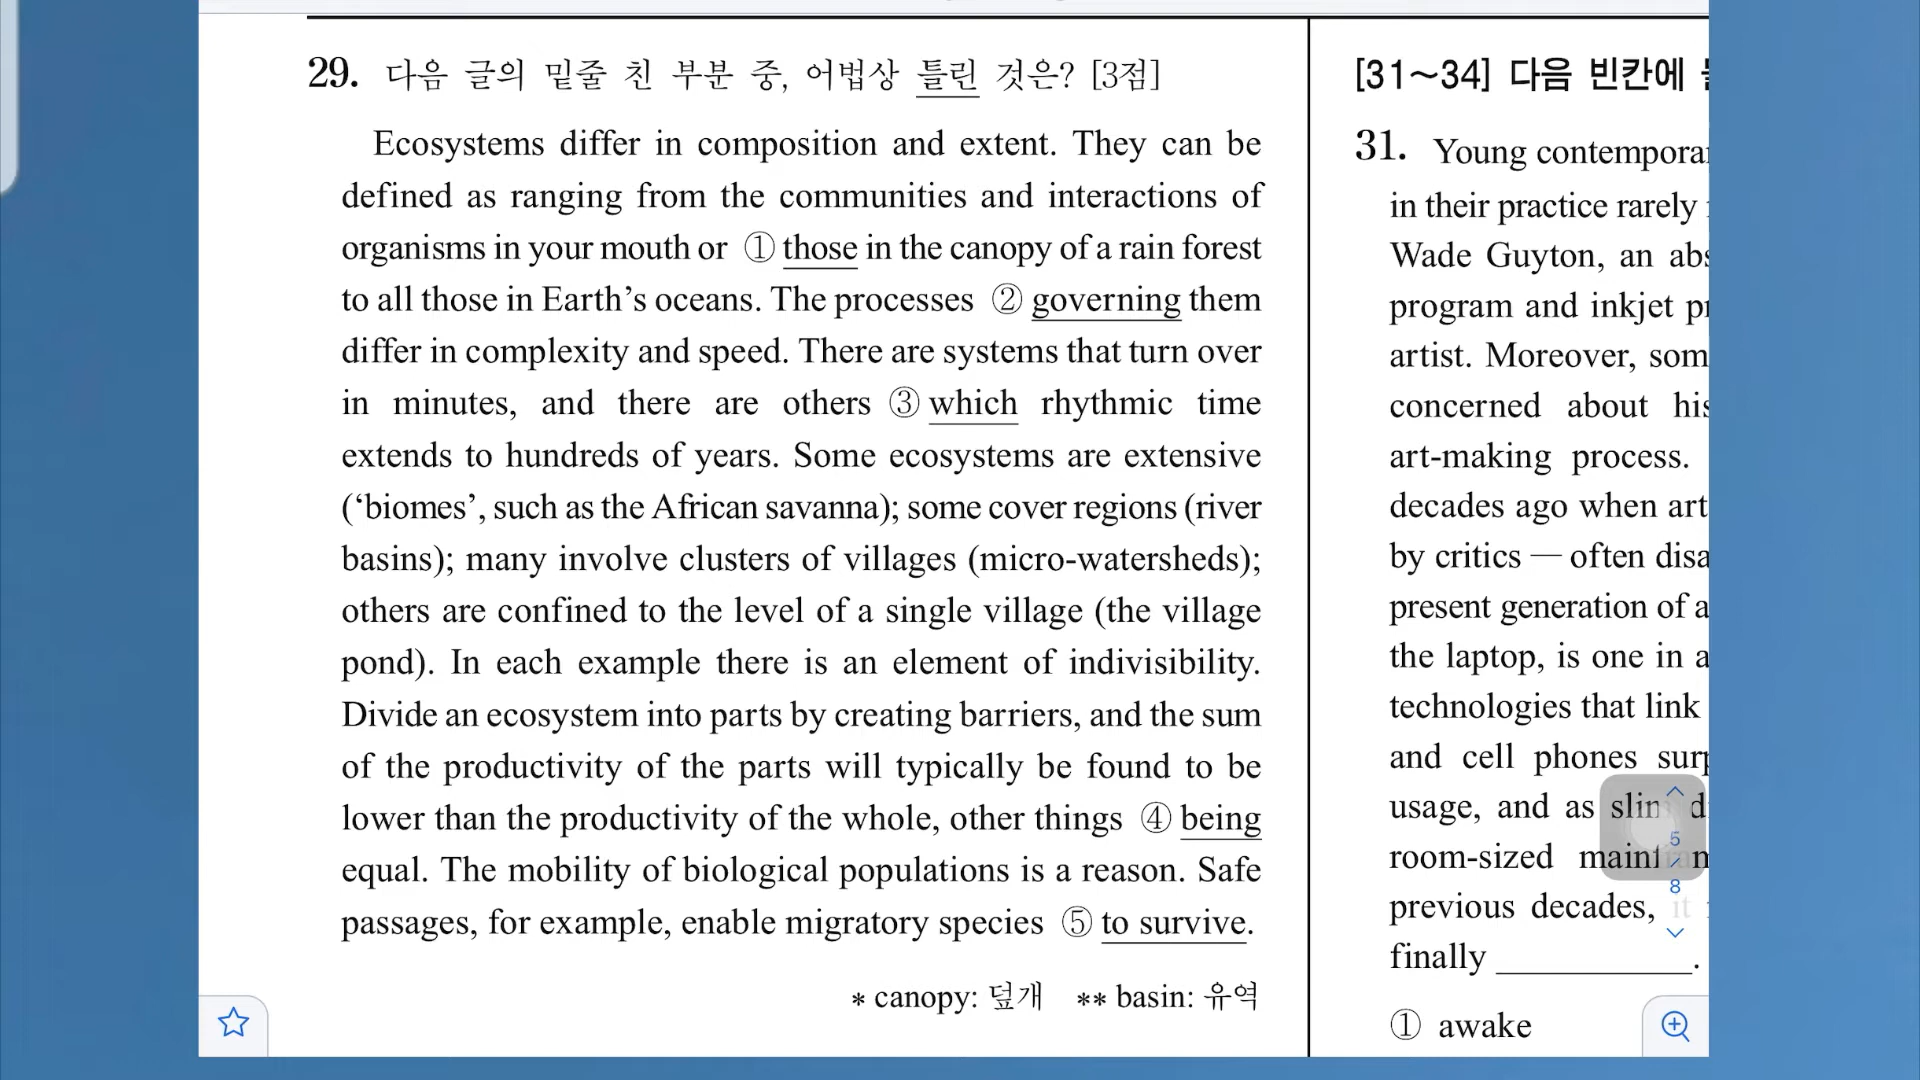 29. 다음 글의 밑줄 친 부분 중, 어법상 틀린 것은? [3점]
Ecosystems differ in composition and extent. They can be
defined as ranging from the communities and interactions of
organisms in your mouth or ① those in the canopy of a rain forest
to all those in Earth's oceans. The processes ② governing them
differ in complexity and speed. There are systems that turn over
in minutes, and there are others ③ which rhythmic time
extends to hundreds of years. Some ecosystems are extensive
('biomes', such as the African savanna); some cover regions (river
basins); many involve clusters of villages (micro-watersheds);
others are confined to the level of a single village (the village
pond). In each example there is an element of indivisibility.
Divide an ecosystem into parts by creating barriers, and the sum
of the productivity of the parts will typically be found to be
lower than the productivity of the whole, other things ④ being
equal. The mobility of biological populations is a reason. Safe
passages, for example, enable migratory species ⑤ to survive.
* canopy: 덮개 ** basin: 유역
[31~34] 다음 빈칸에
31. Young contempora
in their practice rarely
Wade Guyton, an abs
program and inkjet p
artist. Moreover, som
concerned about his
art-making process.
decades ago when art
by critics — often disa
present generation of a
the laptop, is one in a
technologies that link
and cell phones surp
usage, and as slim d
room-sized mainfram
previous decades, it
finally ____________.
① awake
5
/
8